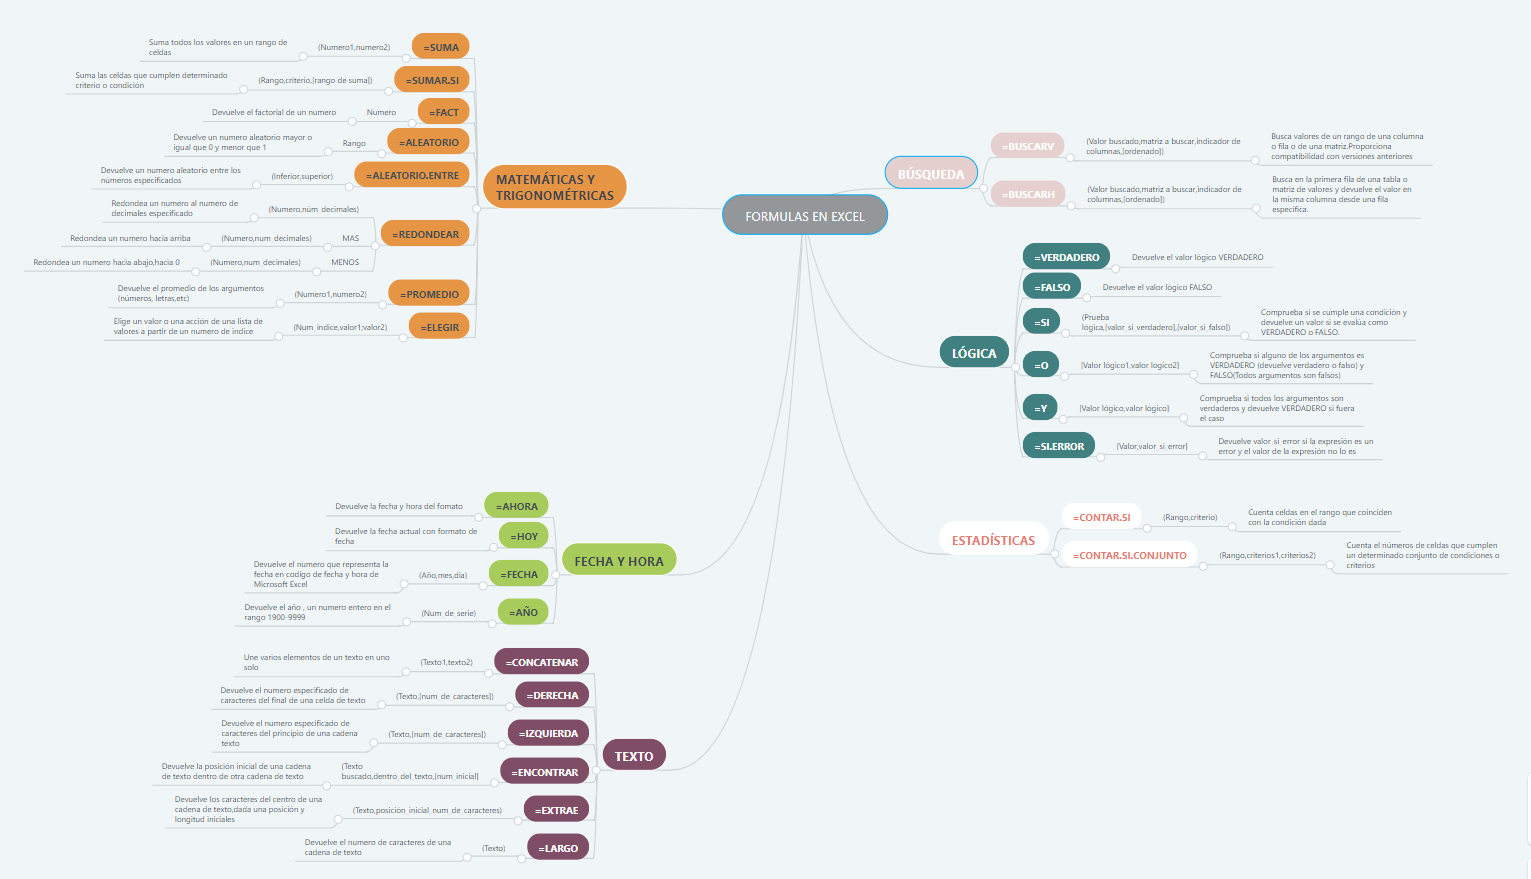 FORMULAS EN EXCEL
MATEMÁTICAS Y
TRIGONOMÉTRICAS
=SUMA
(Numero1,numero2)
Suma todos los valores en un rango de
celdas
=SUMAR.SI
(Rango,criterio,[rango de suma])
Suma las celdas que cumplen determinado
criterio o condición
=FACT
Numero
Devuelve el factorial de un numero
=ALEATORIO
Rango
Devuelve un numero aleatorio mayor o
igual que 0 y menor que 1
=ALEATORIO.ENTRE
(Inferior,superior)
Devuelve un numero aleatorio entre los
números especificados
=REDONDEAR
(Numero,núm_decimales)
Redondea un numero al numero de
decimales especificado
MAS
(Numero,num_decimales)
Redondea un numero hacia arriba
MENOS
(Numero,num_decimales)
Redondea un numero hacia abajo,hacia 0
=PROMEDIO
(Numero1,numero2)
Devuelve el promedio de los argumentos
(números, letras,etc)
=ELEGIR
(Num_indice,valor1;valor2)
Elige un valor o una acción de una lista de
valores a partir de un numero de indice
BÚSQUEDA
=BUSCARV
(Valor buscado,matriz a buscar,indicador de
columnas,[ordenado])
Busca valores de un rango de una columna
o fila o de una matriz.Proporciona
compatibilidad con versiones anteriores
=BUSCARH
(Valor buscado,matriz a buscar,indicador de
columnas,[ordenado])
Busca en la primera fila de una tabla o
matriz de valores y devuelve el valor en
la misma columna desde una fila
especifica.
LÓGICA
=VERDADERO
Devuelve el valor lógico VERDADERO
=FALSO
Devuelve el valor lógico FALSO
=SI
(Prueba
lógica,[valor_si_verdadero],[valor_si_falso])
Comprueba si se cumple una condición y
devuelve un valor si se evalúa como
VERDADERO o FALSO.
=O
[Valor lógico1,valor logico2]
Comprueba si alguno de los argumentos es
VERDADERO (devuelve verdadero o falso) y
FALSO(Todos argumentos son falsos)
=Y
[Valor lógico,valor lógico]
Comprueba si todos los argumentos son
verdaderos y devuelve VERDADERO si fuera
el caso
=SI.ERROR
[Valor,valor_si_error]
Devuelve valor_si_error si la expresión es un
error y el valor de la expresión no lo es
ESTADÍSTICAS
=CONTAR.SI
(Rango,criterio)
Cuenta celdas en el rango que coinciden
con la condición dada
=CONTAR.SI.CONJUNTO
(Rango,criterios1,criterios2)
Cuenta el números de celdas que cumplen
un determinado conjunto de condiciones o
criterios
FECHA Y HORA
=AHORA
Devuelve la fecha y hora del fomato
=HOY
Devuelve la fecha actual con formato de
fecha
=FECHA
(Año,mes,dia)
Devuelve el numero que representa la
fecha en codigo de fecha y hora de
Microsoft Excel
=AÑO
(Num_de_serie)
Devuelve el año , un numero entero en el
rango 1900-9999
TEXTO
=CONCATENAR
(Texto1,texto2)
Une varios elementos de un texto en uno
solo
=DERECHA
(Texto,[num_de_caracteres])
Devuelve el numero especificado de
caracteres del final de una celda de texto
=IZQUIERDA
(Texto,[num_de_caracteres])
Devuelve el numero especificado de
caracteres del principio de una cadena
texto
=ENCONTRAR
(Texto
buscado,dentro_del_texto,[num_inicial]
Devuelve la posición inicial de una cadena
de texto dentro de otra cadena de texto
=EXTRAE
(Texto,posición_inicial_num_de_caracteres)
Devuelve los caracteres del centro de una
cadena de texto,dada una posición y
longitud iniciales
=LARGO
(Texto)
Devuelve el numero de caracteres de una
cadena de texto